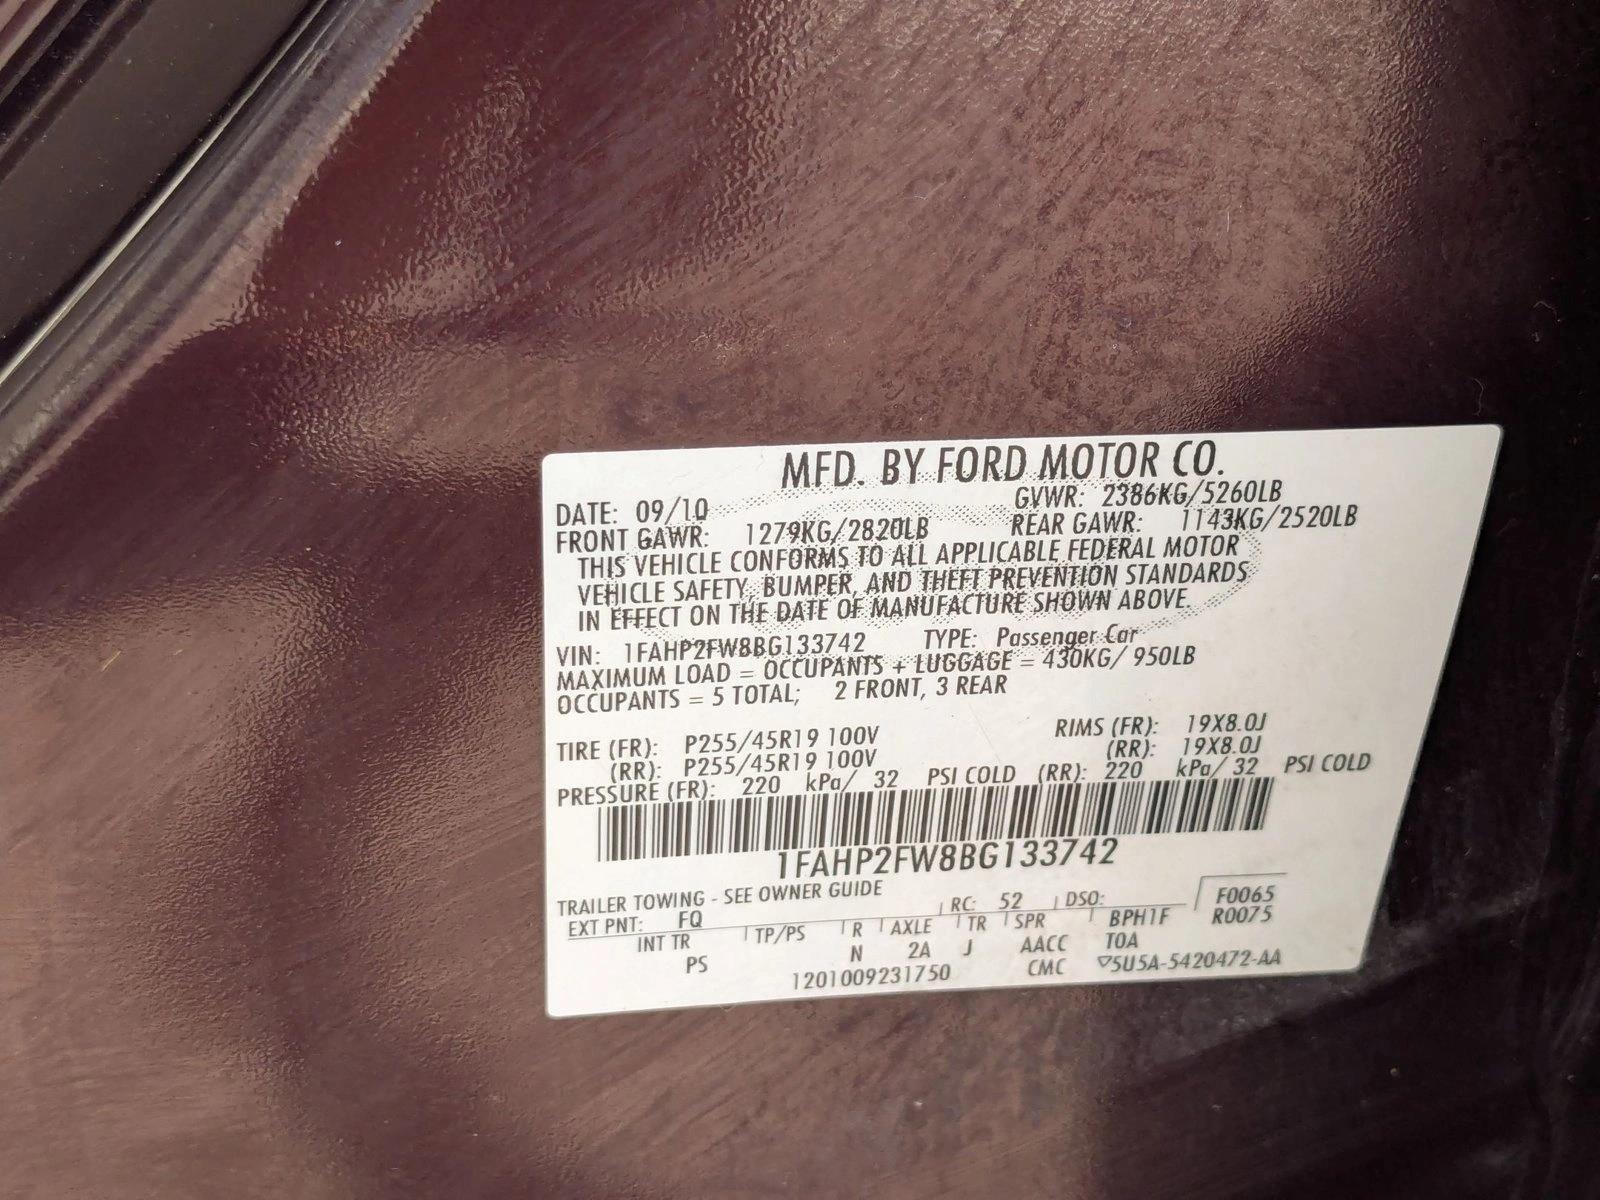 MFD. BY FORD MOTOR CO.
DATE: 09/10 GVWR: 2386KG/5260LB
FRONT GAWR: 1279KG/2820LB REAR GAWR: 1143KG/2520LB
THIS VEHICLE CONFORMS TO ALL APPLICABLE FEDERAL MOTOR
VEHICLE SAFETY, BUMPER, AND THEFT PREVENTION STANDARDS
IN EFFECT ON THE DATE OF MANUFACTURE SHOWN ABOVE.
VIN: 1FAHP2FW8BG133742 TYPE: Passenger Car
MAXIMUM LOAD = OCCUPANTS + LUGGAGE = 430KG/ 950LB
OCCUPANTS = 5 TOTAL; 2 FRONT, 3 REAR
TIRE (FR): P255/45R19 100V RIMS (FR): 19X8.0J
(RR): P255/45R19 100V (RR): 19X8.0J
PRESSURE (FR): 220 kPa/ 32 PSI COLD (RR): 220 kPa/ 32 PSI COLD
1FAHP2FW8BG133742
TRAILER TOWING - SEE OWNER GUIDE
EXT PNT: FQ RC: 52 DSO: F0065
INT TR TP/PS R AXLE TR SPR BPH1F R0075
PS N 2A J AACC TOA
1201009231750 CMC ▽5U5A-5420472-AA